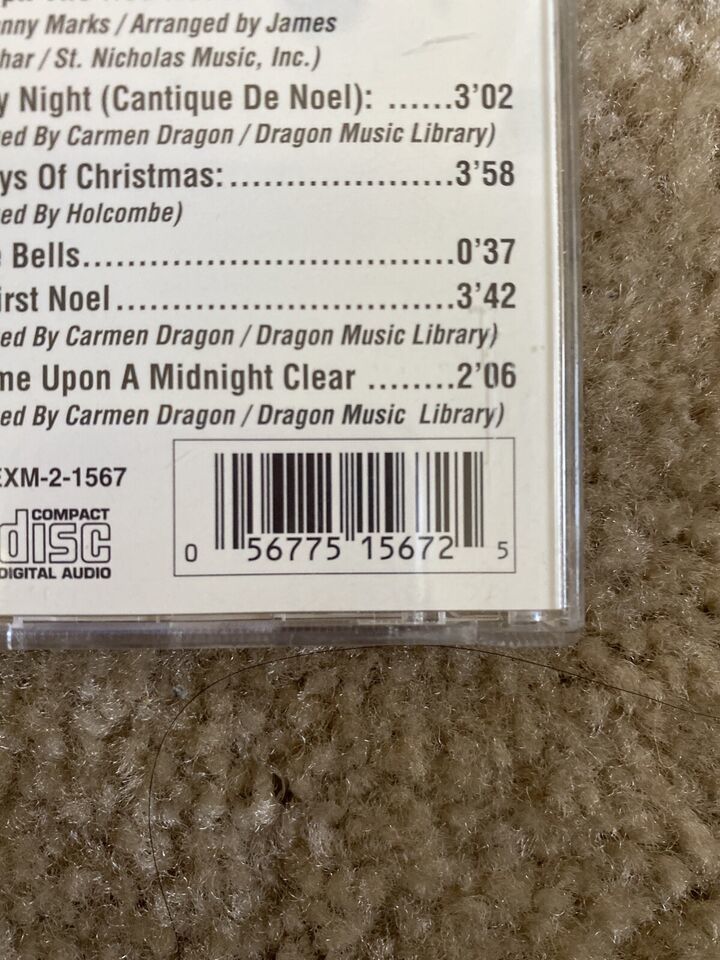 nny Marks / Arranged by James
har / St. Nicholas Music, Inc.)
y Night (Cantique De Noel): ......3'02
ed By Carmen Dragon / Dragon Music Library)
ys Of Christmas:....................3'58
ed By Holcombe)
e Bells.................................0'37
irst Noel..............................3'42
ed By Carmen Dragon / Dragon Music Library)
me Upon A Midnight Clear ........2'06
ed By Carmen Dragon / Dragon Music Library)
EXM-2-1567
COMPACT
disc
DIGITAL AUDIO
0 56775 15672 5